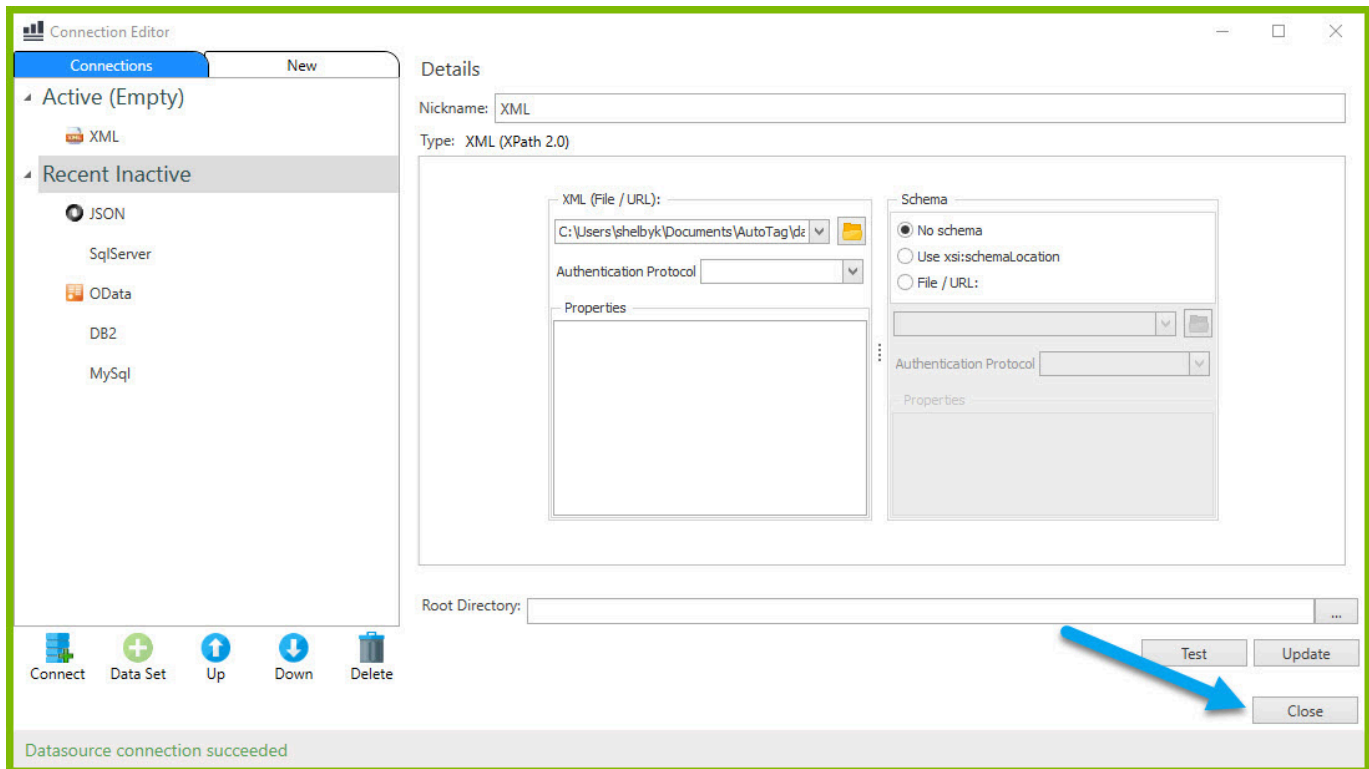 Connection Editor
Connections
New
Active (Empty)
XML
Recent Inactive
JSON
SqlServer
OData
DB2
MySql
Connect
Data Set
Up
Down
Delete
Details
Nickname: XML
Type: XML (XPath 2.0)
XML (File / URL):
C:\Users\shelbyk\Documents\AutoTag\da
Authentication Protocol
Properties
Schema
No schema
Use xsi:schemaLocation
File / URL:
Authentication Protocol
Properties
Root Directory:
...
Test
Update
Close
Datasource connection succeeded